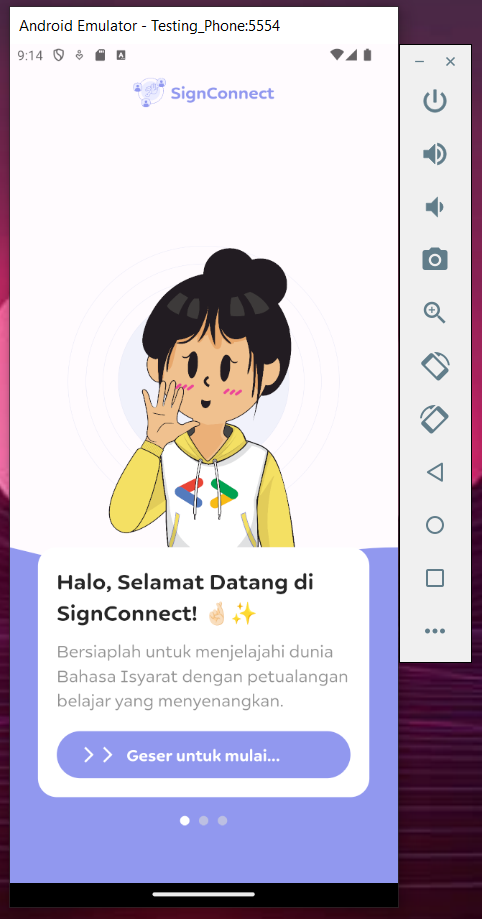 Android Emulator - Testing_Phone:5554
9:14
SignConnect
Halo, Selamat Datang di
SignConnect! ☝🏻✨
Bersiaplah untuk menjelajahi dunia
Bahasa Isyarat dengan petualangan
belajar yang menyenangkan.
Geser untuk mulai...